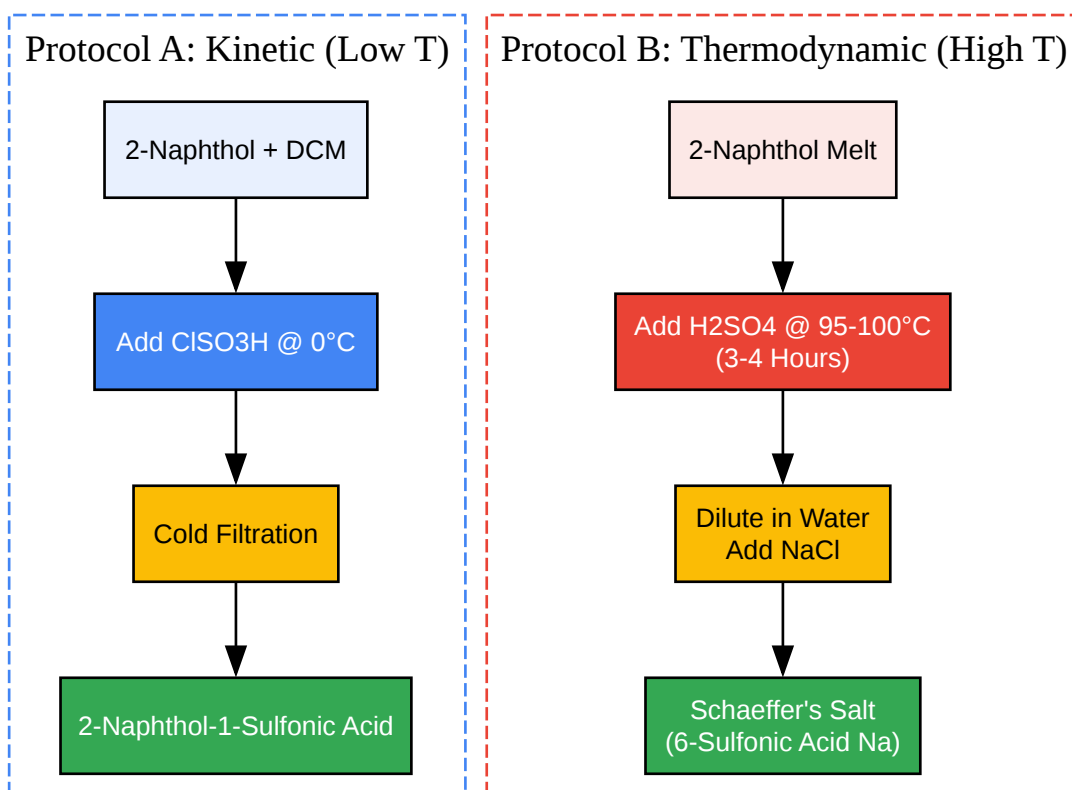 Protocol A: Kinetic (Low T)
2-Naphthol + DCM
Add ClSO3H @ 0°C
Cold Filtration
2-Naphthol-1-Sulfonic Acid
Protocol B: Thermodynamic (High T)
2-Naphthol Melt
Add H2SO4 @ 95-100°C
(3-4 Hours)
Dilute in Water
Add NaCl
Schaeffer's Salt
(6-Sulfonic Acid Na)